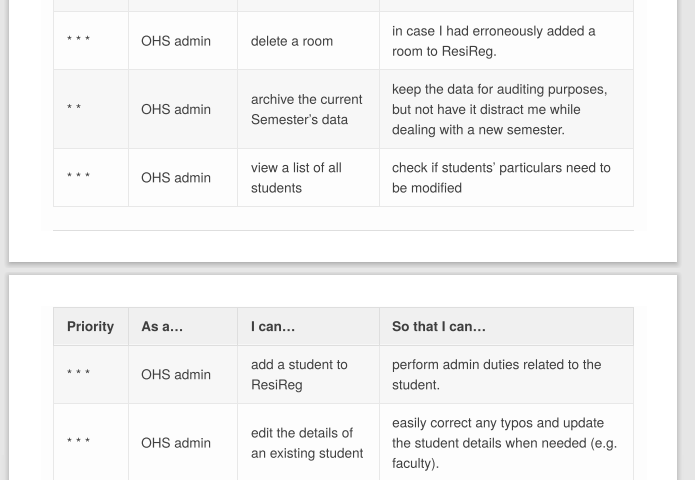 * * * OHS admin delete a room in case I had erroneously added a
room to ResiReg.
* * OHS admin archive the current
Semester's data keep the data for auditing purposes,
but not have it distract me while
dealing with a new semester.
* * * OHS admin view a list of all
students check if students' particulars need to
be modified
Priority As a… I can… So that I can…
* * * OHS admin add a student to
ResiReg perform admin duties related to the
student.
* * * OHS admin edit the details of
an existing student easily correct any typos and update
the student details when needed (e.g.
faculty).